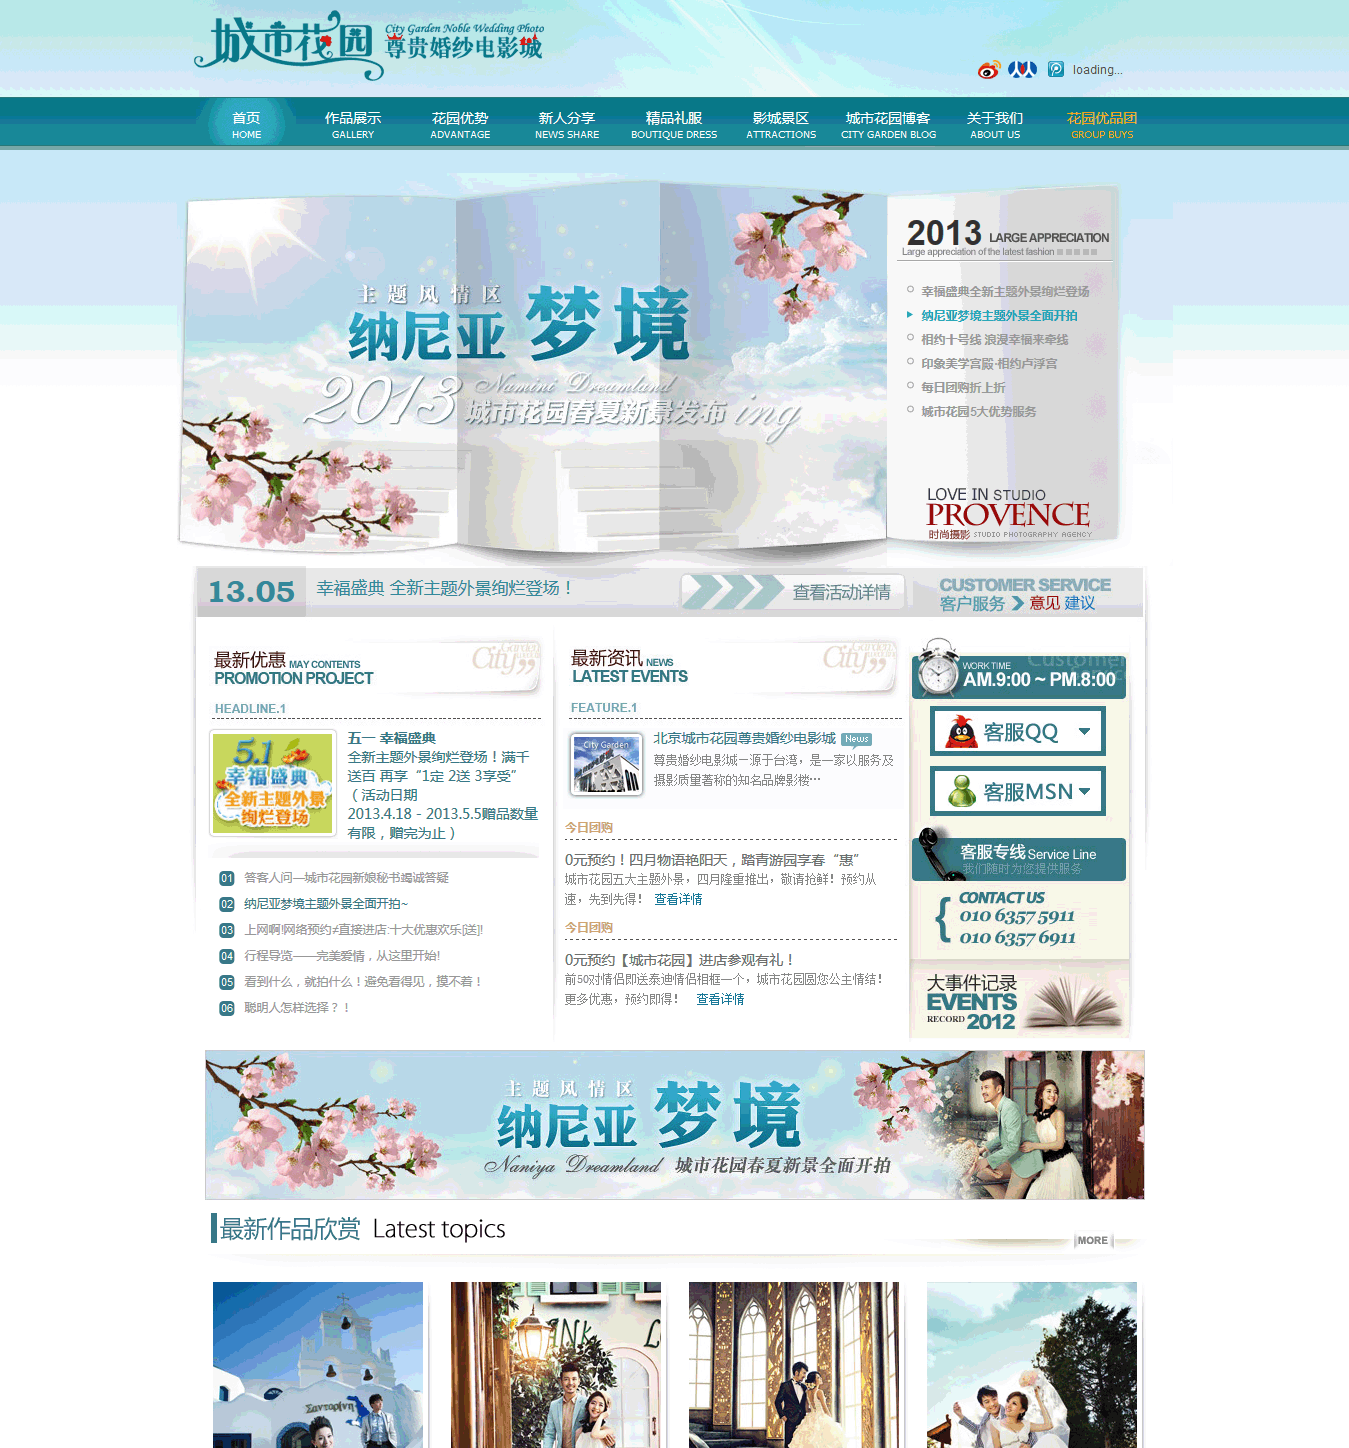 城市花园
City Garden Noble Wedding Photo
尊贵婚纱电影城
loading...
首页 作品展示 花园优势 新人分享 精品礼服 影城景区 城市花园博客 关于我们 花园优品团
HOME GALLERY ADVANTAGE NEWS SHARE BOUTIQUE DRESS ATTRACTIONS CITY GARDEN BLOG ABOUT US GROUP BUYS
主题风情区
纳尼亚 梦境
Namini Dreamland
2013 城市花园春夏新景发布 ing
2013 LARGE APPRECIATION
Large appreciation of the latest fashion
幸福盛典全新主题外景绚烂登场
纳尼亚梦境主题外景全面开拍
相约十号线 浪漫幸福来牵线
印象美学宫殿·相约卢浮宫
每日团购折上折
城市花园5大优势服务
LOVE IN STUDIO
PROVENCE
时尚摄影 STUDIO PHOTOGRAPHY AGENCY
13.05 幸福盛典 全新主题外景绚烂登场！
查看活动详情
CUSTOMER SERVICE
客户服务 意见 建议
最新优惠 MAY CONTENTS
PROMOTION PROJECT
Garden
City
HEADLINE.1
5.1
幸福盛典
全新主题外景
绚烂登场
五一 幸福盛典
全新主题外景绚烂登场！满千
送百 再享“1定 2送 3享受”
（活动日期
2013.4.18 - 2013.5.5赠品数量
有限，赠完为止）
01 答客人问—城市花园新娘秘书竭诚答疑
02 纳尼亚梦境主题外景全面开拍~
03 上网啊!网络预约≠直接进店:十大优惠欢乐[送]!
04 行程导览——完美爱情，从这里开始!
05 看到什么，就拍什么！避免看得见，摸不着！
06 聪明人怎样选择？！
最新资讯 NEWS
LATEST EVENTS
Garden
City
FEATURE.1
City Garden
北京城市花园尊贵婚纱电影城 News
尊贵婚纱电影城—源于台湾，是一家以服务及
摄影质量著称的知名品牌影楼…
今日团购
0元预约！四月物语艳阳天，踏青游园享春“惠”
城市花园五大主题外景，四月隆重推出，敬请抢鲜！预约从
速，先到先得！ 查看详情
今日团购
0元预约【城市花园】进店参观有礼！
前50对情侣即送泰迪情侣相框一个，城市花园圆您公主情结！
更多优惠，预约即得！ 查看详情
Customer
WORK TIME
AM.9:00 ~ PM.8:00
客服QQ
客服MSN
客服专线 Service Line
我们随时为您提供服务
CONTACT US
010 6357 5911
010 6357 6911
大事件记录
EVENTS
RECORD 2012
主题风情区
纳尼亚 梦境
Naniya Dreamland 城市花园春夏新景全面开拍
最新作品欣赏 Latest topics
MORE
Σαντορίνη